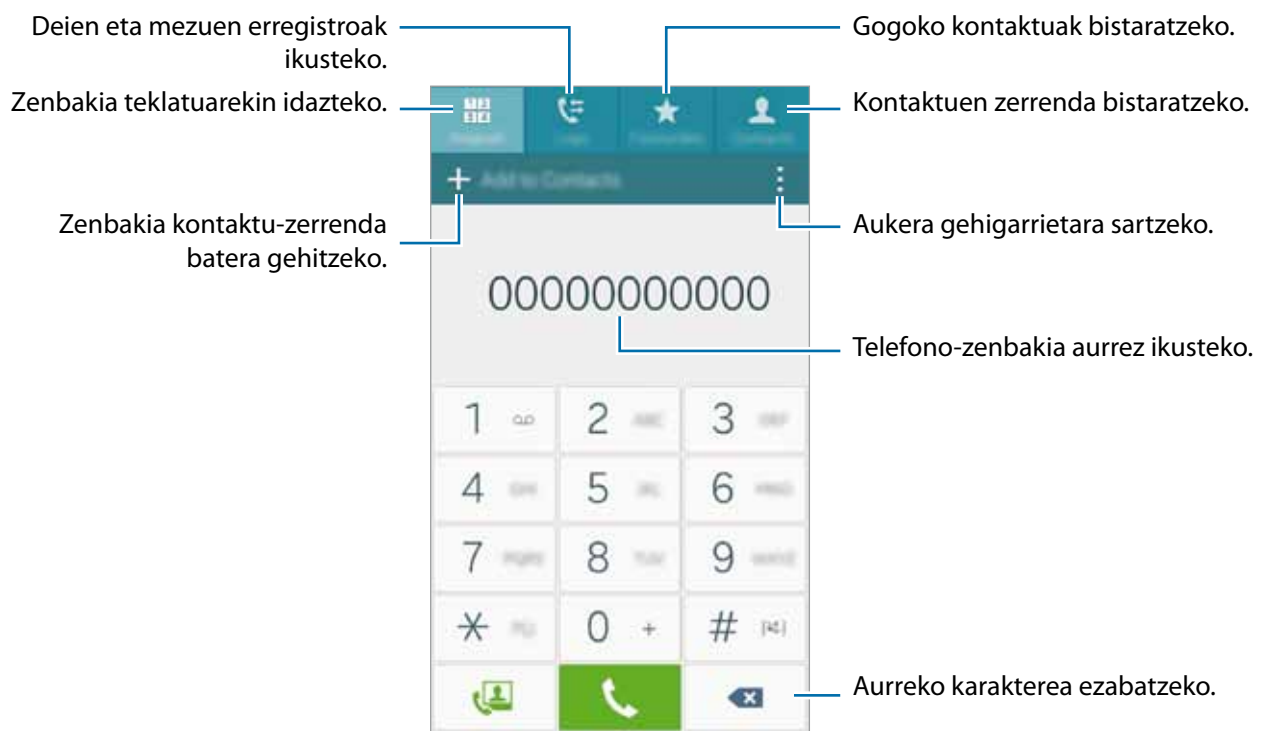 Deien eta mezuen erregistroak
ikusteko.
Gogoko kontaktuak bistaratzeko.
Zenbakia teklatuarekin idazteko.
Kontaktuen zerrenda bistaratzeko.
Add to Contacts
Zenbakia kontaktu-zerrenda
batera gehitzeko.
Aukera gehigarrietara sartzeko.
00000000000
Telefono-zenbakia aurrez ikusteko.
1 2 3
4 5 6
7 8 9
* 0 + #
Aurreko karakterea ezabatzeko.